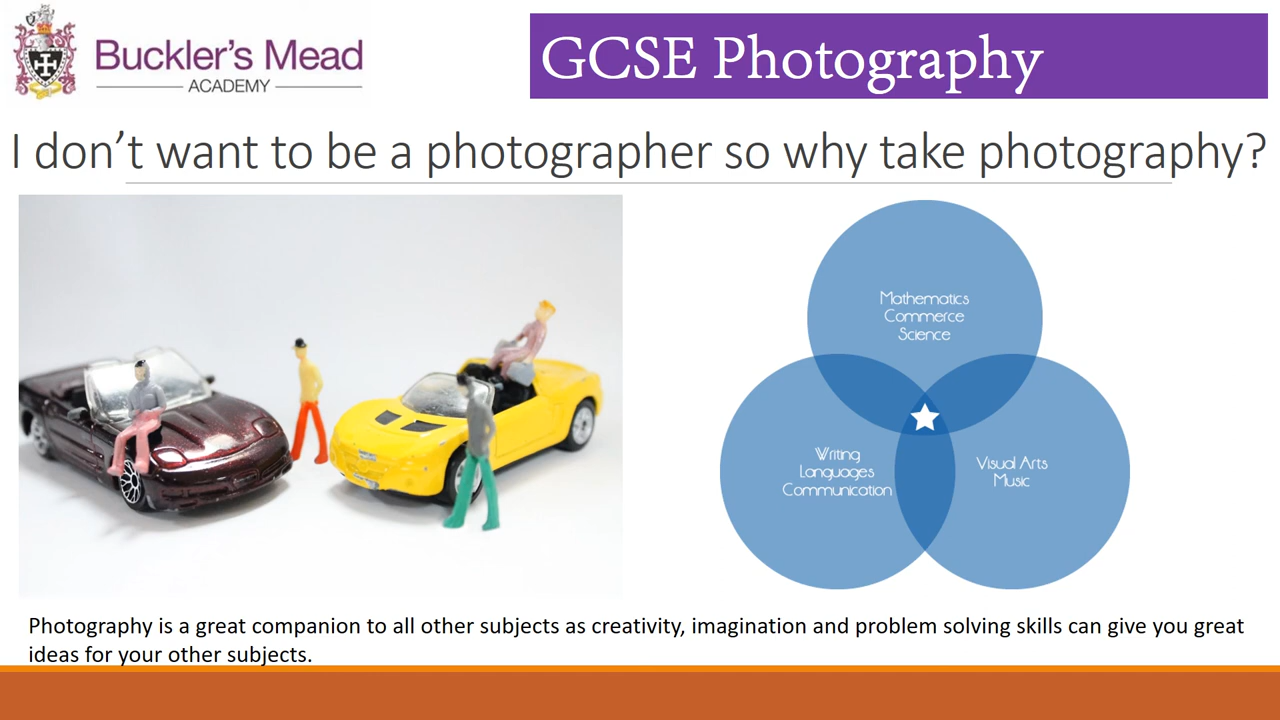 Buckler's Mead
ACADEMY
GCSE Photography
I don't want to be a photographer so why take photography?
Mathematics
Commerce
Science
Writing
Languages
Communication
Visual Arts
Music
Photography is a great companion to all other subjects as creativity, imagination and problem solving skills can give you great
ideas for your other subjects.